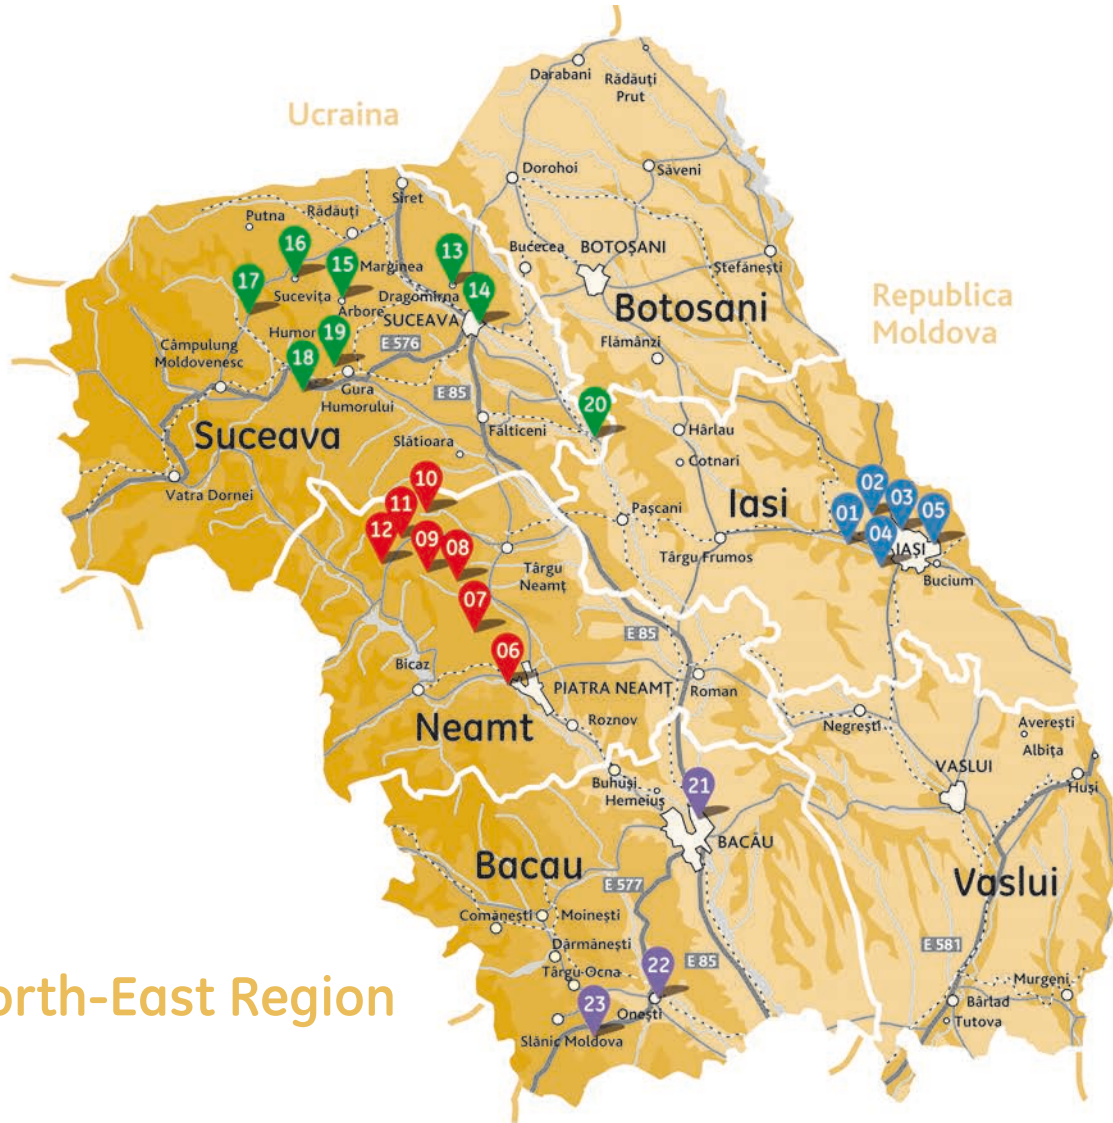 Darabani
Rădăuți
Prut
Ucraina
Dorohoi
Săveni
Siret
Putna
Rădăuți
16
15
Marginea
13
Bucecea
BOTOȘANI
Ștefănești
17
Sucevița
Dragomirna
14
Arbore
SUCEAVA
Botosani
Republica
Moldova
Humor
19
E 576
Flămânzi
Câmpulung
Moldovenesc
18
Gura
Humorului
E 85
20
Suceava
Fălticeni
Hârlau
Slătioara
Cotnari
Vatra Dornei
10
11
12
09
08
Pașcani
Iasi
02
03
01
05
04
IAȘI
Târgu Frumos
Târgu
Neamț
Bucium
07
E 85
06
Bicaz
PIATRA NEAMȚ
Roman
Neamt
Roznov
Negrești
Averești
Albița
VASLUI
Huși
Buhuși
Hemeiuș
21
BACĂU
Bacau
E 577
Vaslui
Comănești
Moinești
Dărmănești
E 581
Târgu-Ocna
22
E 85
Murgeni
orth-East Region
23
Onești
Bârlad
Tutova
Slănic Moldova